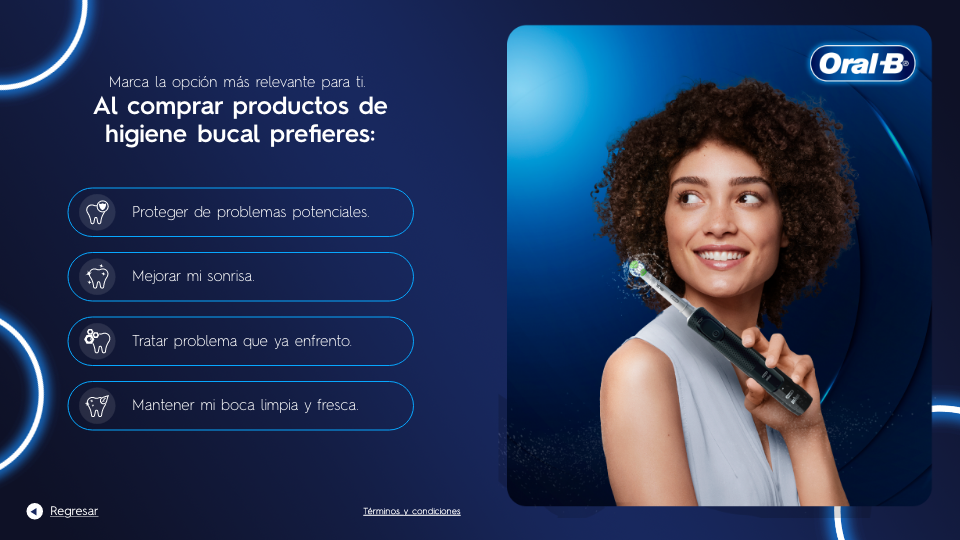 Marca la opción más relevante para ti.
Al comprar productos de
higiene bucal prefieres:
Proteger de problemas potenciales.
Mejorar mi sonrisa.
Tratar problema que ya enfrento.
Mantener mi boca limpia y fresca.
Regresar
Términos y condiciones
Oral-B®